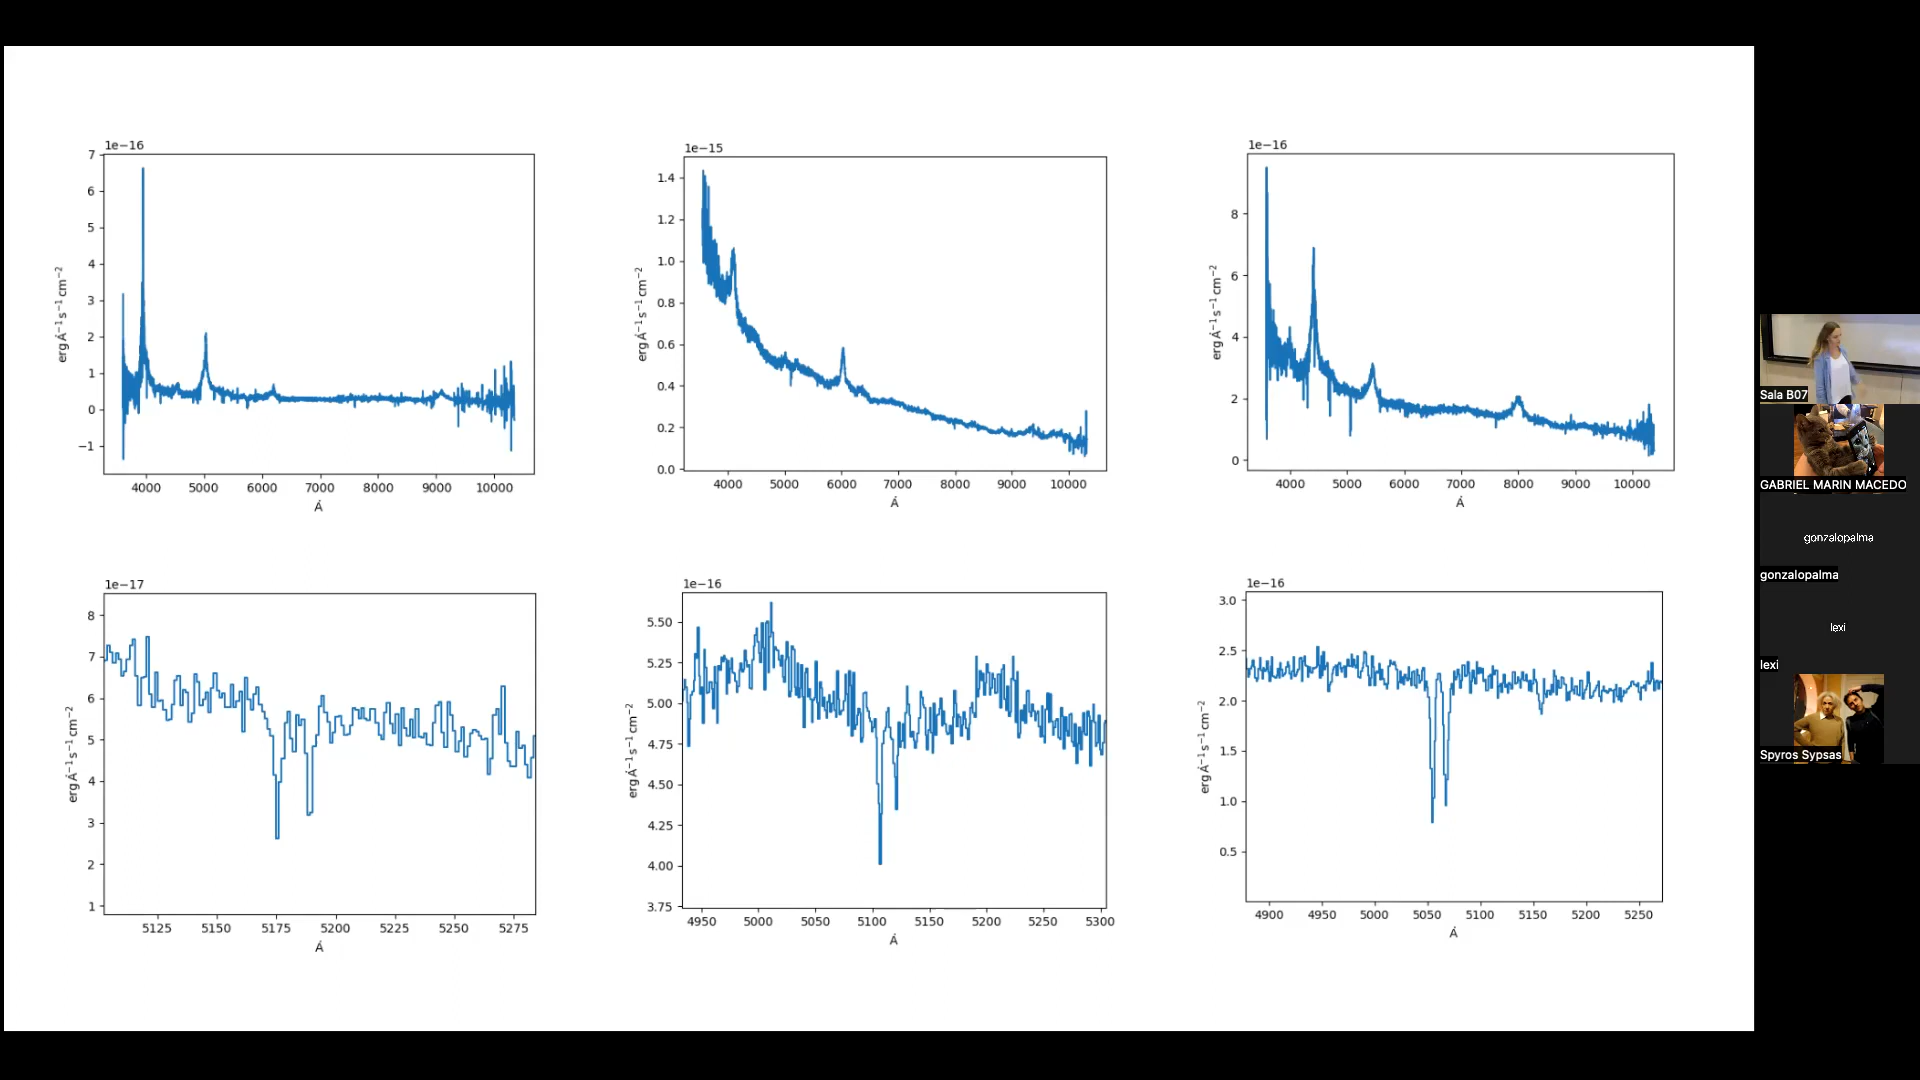 1e−16
7
6
5
4
3
2
1
0
−1
erg Å⁻¹ s⁻¹ cm⁻²
4000 5000 6000 7000 8000 9000 10000
Å
1e−15
1.4
1.2
1.0
0.8
0.6
0.4
0.2
0.0
erg Å⁻¹ s⁻¹ cm⁻²
4000 5000 6000 7000 8000 9000 10000
Å
1e−16
8
6
4
2
0
erg Å⁻¹ s⁻¹ cm⁻²
4000 5000 6000 7000 8000 9000 10000
Å
1e−17
8
7
6
5
4
3
2
1
erg Å⁻¹ s⁻¹ cm⁻²
5125 5150 5175 5200 5225 5250 5275
Å
1e−16
5.50
5.25
5.00
4.75
4.50
4.25
4.00
3.75
erg Å⁻¹ s⁻¹ cm⁻²
4950 5000 5050 5100 5150 5200 5250 5300
Å
1e−16
3.0
2.5
2.0
1.5
1.0
0.5
erg Å⁻¹ s⁻¹ cm⁻²
4900 4950 5000 5050 5100 5150 5200 5250
Å
Sala B07
GABRIEL MARIN MACEDO
gonzalopalma
gonzalopalma
lexi
lexi
Spyros Sypsas